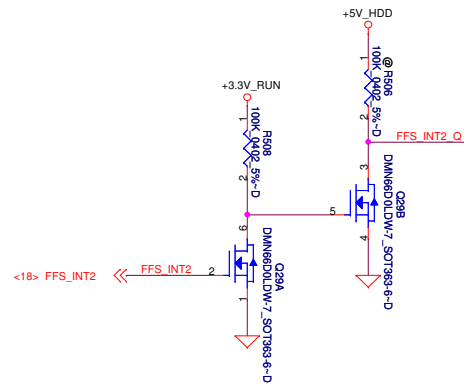 +5V_HDD
1
@ R506
100K_0402_5%~D
2
FFS_INT2_Q
+3.3V_RUN
1
R508
100K_0402_5%~D
2
3
Q29B
DMN66D0LDW-7_SOT363-6~D
5
4
6
Q29A
DMN66D0LDW-7_SOT363-6~D
<18> FFS_INT2
FFS_INT2
2
1